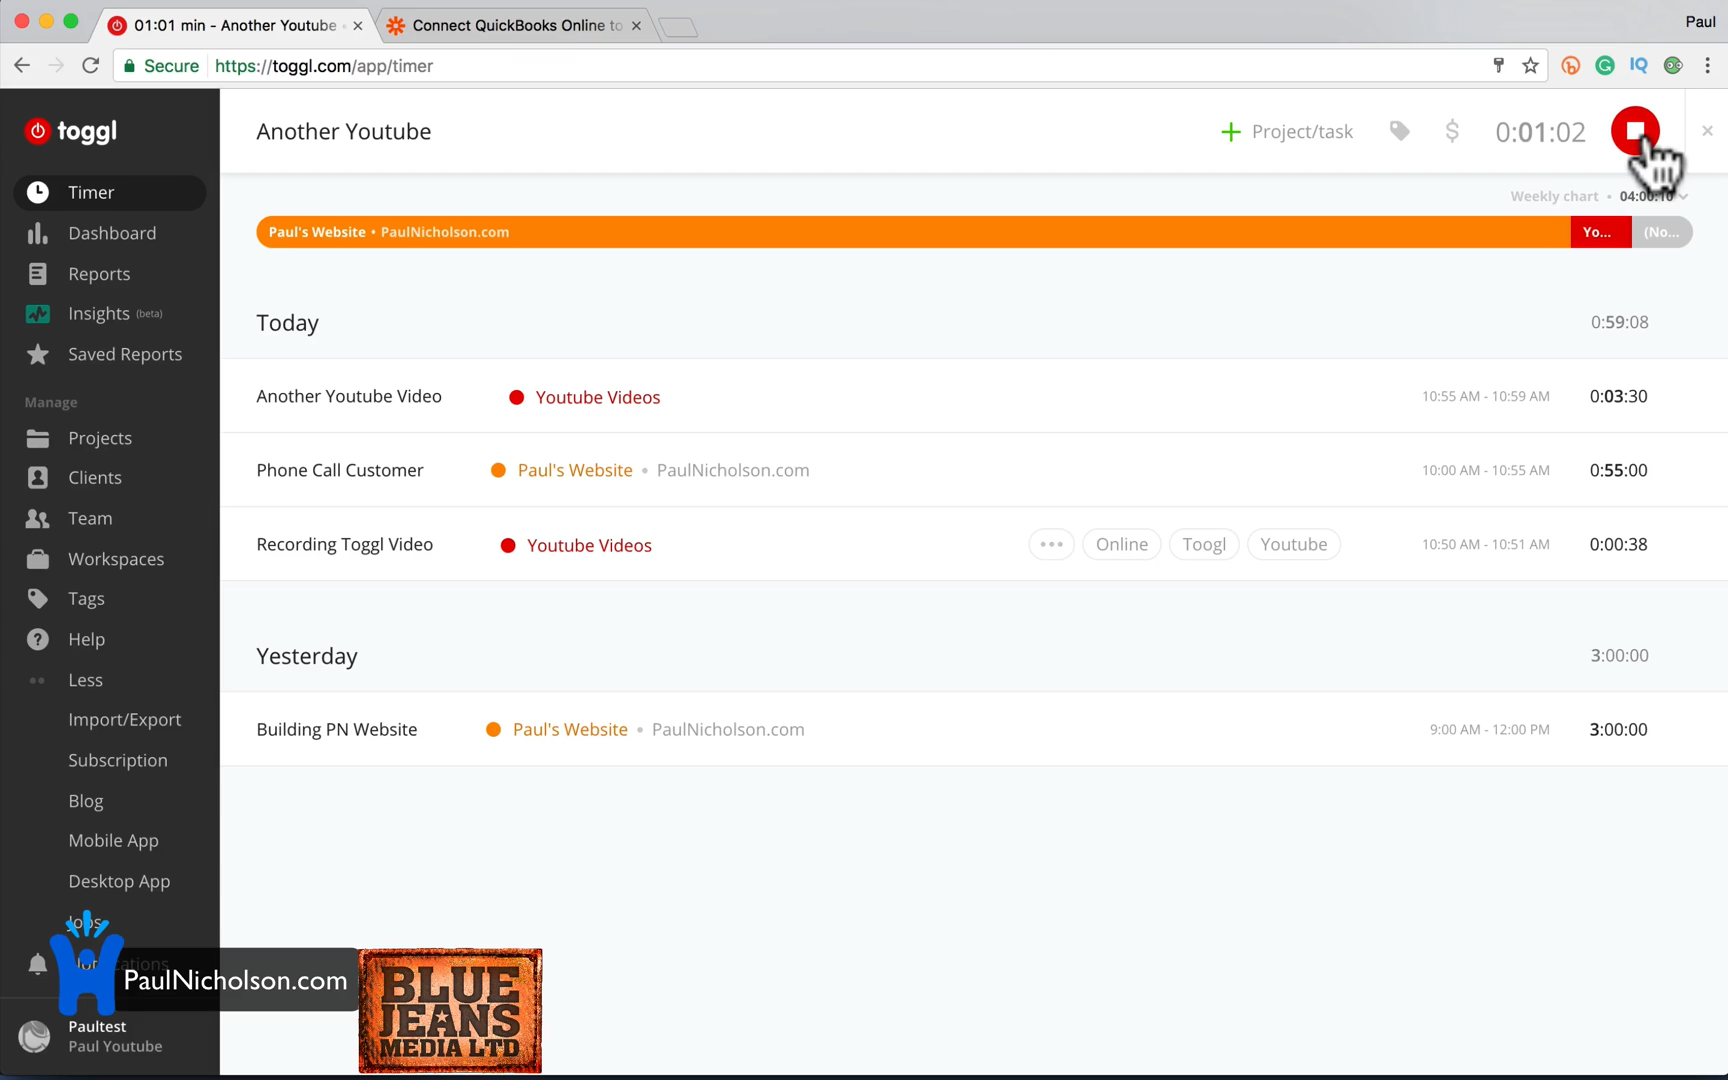 01:01 min - Another Youtube
Connect QuickBooks Online to
Paul
Secure
https://toggl.com/app/timer
IQ
toggl
Another Youtube
Project/task
$
0:01:02
Timer
Weekly chart • 04:00:10
Paul's Website • PaulNicholson.com
Yo...
(No...
Dashboard
Reports
Insights (beta)
Saved Reports
Manage
Projects
Clients
Team
Workspaces
Tags
Help
Less
Import/Export
Subscription
Blog
Mobile App
Desktop App
Jobs
Today
0:59:08
Another Youtube Video
Youtube Videos
10:55 AM - 10:59 AM
0:03:30
Phone Call Customer
Paul's Website • PaulNicholson.com
10:00 AM - 10:55 AM
0:55:00
Recording Toggl Video
Youtube Videos
Online
Toogl
Youtube
10:50 AM - 10:51 AM
0:00:38
Yesterday
3:00:00
Building PN Website
Paul's Website • PaulNicholson.com
9:00 AM - 12:00 PM
3:00:00
PaulNicholson.com
BLUE
JEANS
MEDIA LTD
Paultest
Paul Youtube